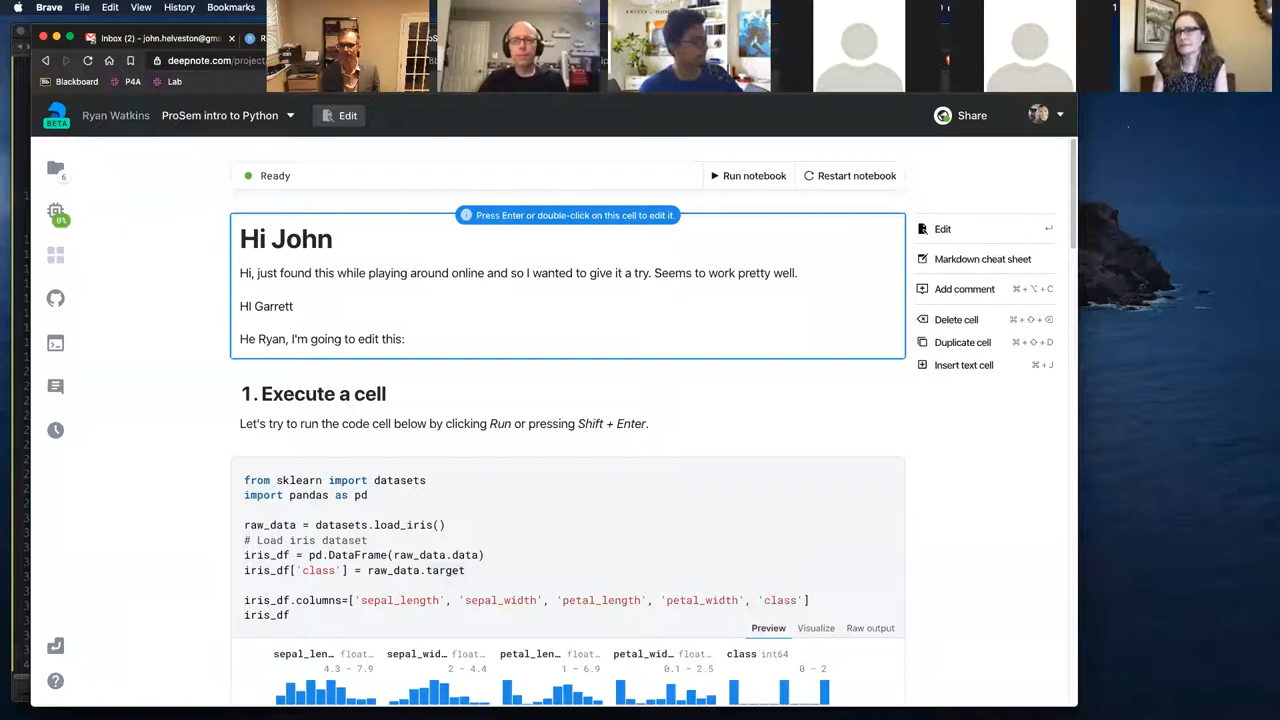 Brave File Edit View History Bookmarks
Inbox (2) - john.helveston@gm
deepnote.com/project
Blackboard P4A Lab
BETA Ryan Watkins ProSem intro to Python Edit Share
6
0%
Ready Run notebook Restart notebook
Press Enter or double-click on this cell to edit it.
Hi John
Hi, just found this while playing around online and so I wanted to give it a try. Seems to work pretty well.
HI Garrett
He Ryan, I'm going to edit this:
Edit
Markdown cheat sheet
Add comment ⌘ + ⌥ + C
Delete cell ⌘ + ⇧ + ⌫
Duplicate cell ⌘ + ⇧ + D
Insert text cell ⌘ + J
1. Execute a cell
Let's try to run the code cell below by clicking Run or pressing Shift + Enter.
from sklearn import datasets
import pandas as pd
raw_data = datasets.load_iris()
# Load iris dataset
iris_df = pd.DataFrame(raw_data.data)
iris_df['class'] = raw_data.target
iris_df.columns=['sepal_length', 'sepal_width', 'petal_length', 'petal_width', 'class']
iris_df
Preview Visualize Raw output
sepal_len… float… sepal_wid… float… petal_len… float… petal_wid… float… class int64
4.3 – 7.9 2 – 4.4 1 – 6.9 0.1 – 2.5 0 – 2